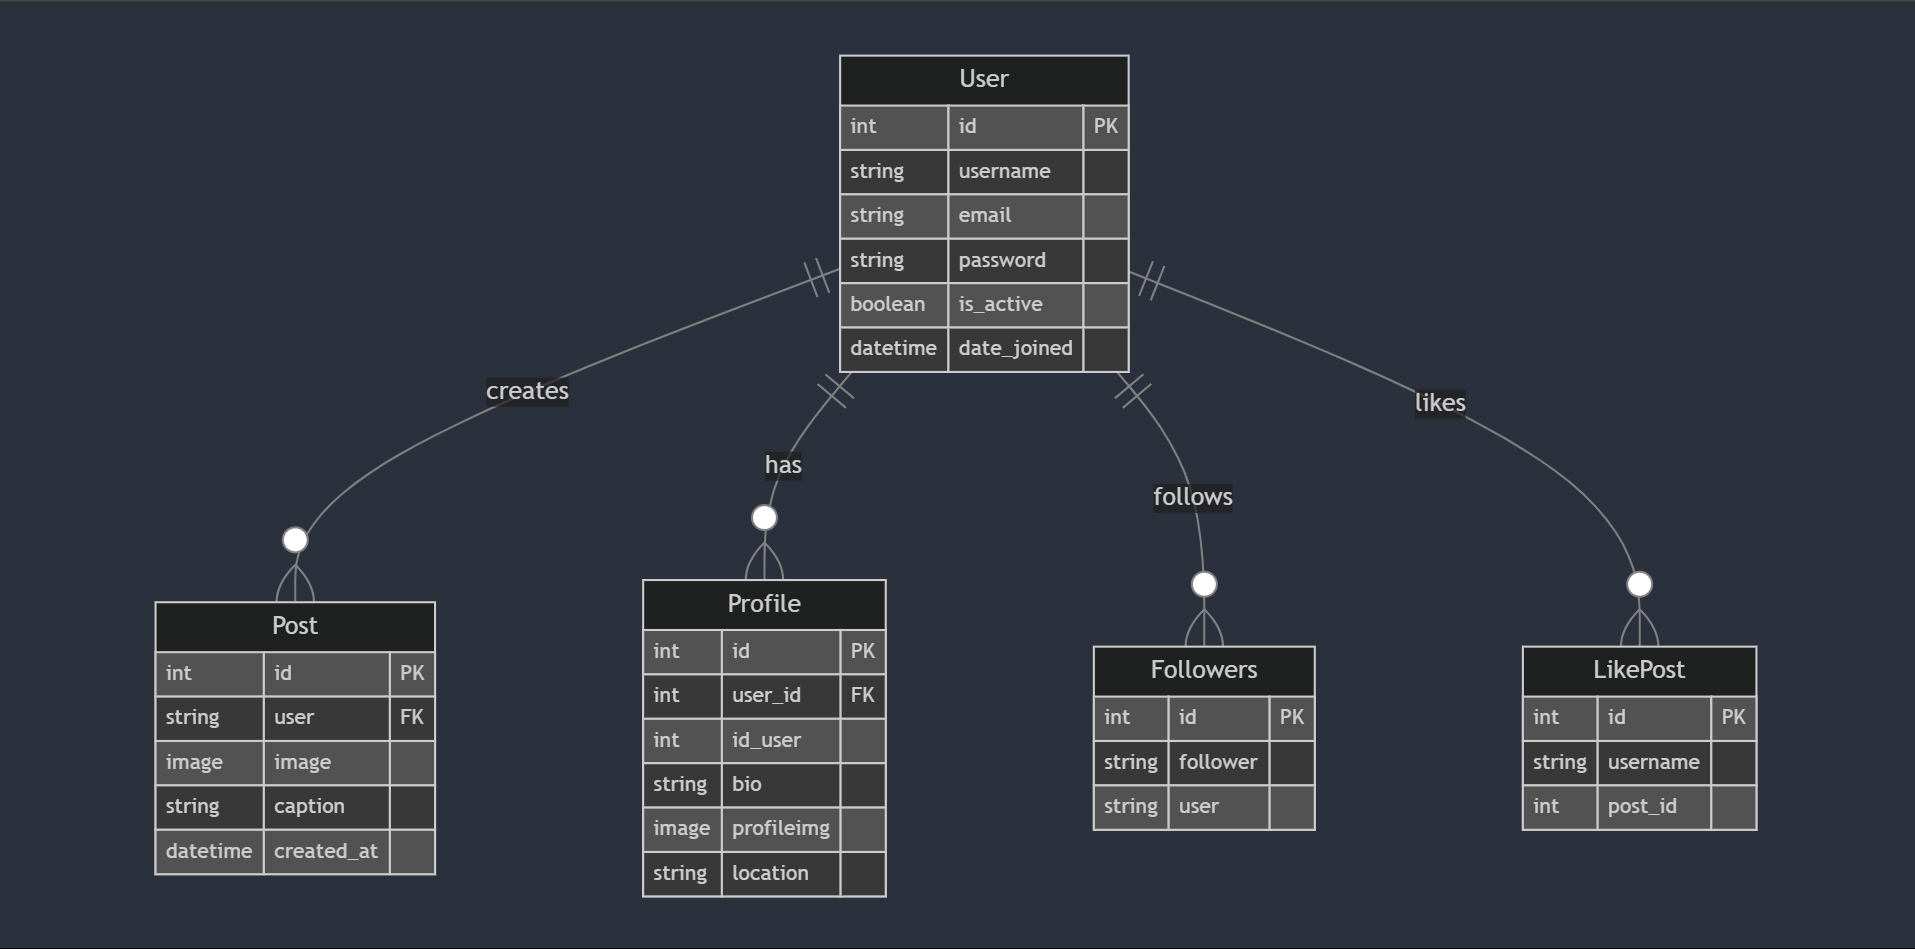 User
int id PK
string username
string email
string password
boolean is_active
datetime date_joined
creates
has
follows
likes
Post
int id PK
string user FK
image image
string caption
datetime created_at
Profile
int id PK
int user_id FK
int id_user
string bio
image profileimg
string location
Followers
int id PK
string follower
string user
LikePost
int id PK
string username
int post_id